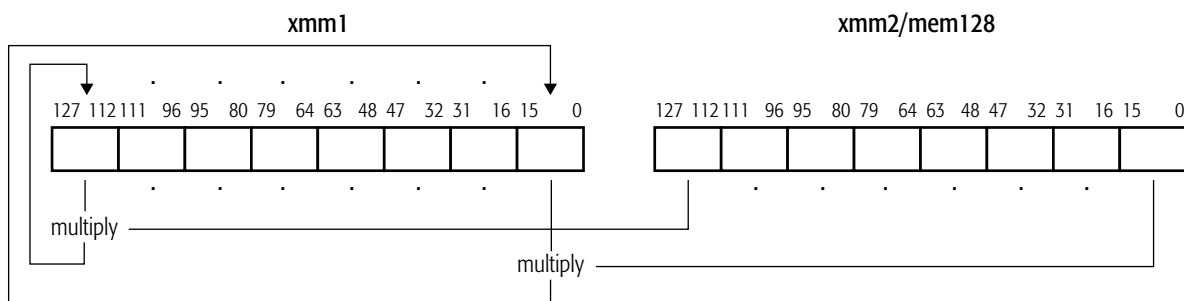 xmm1 xmm2/mem128
127 112 111 96 95 80 79 64 63 48 47 32 31 16 15 0 127 112 111 96 95 80 79 64 63 48 47 32 31 16 15 0
multiply
multiply